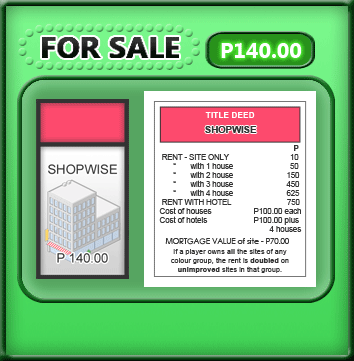 FOR SALE P140.00
SHOPWISE
P 140.00
TITLE DEED
SHOPWISE
P
RENT - SITE ONLY 10
" with 1 house 50
" with 2 house 150
" with 3 house 450
" with 4 house 625
RENT WITH HOTEL 750
Cost of houses P100.00 each
Cost of hotels P100.00 plus
4 houses
MORTGAGE VALUE of site - P70.00
If a player owns all the sites of any
colour group, the rent is doubled on
unimproved sites in that group.